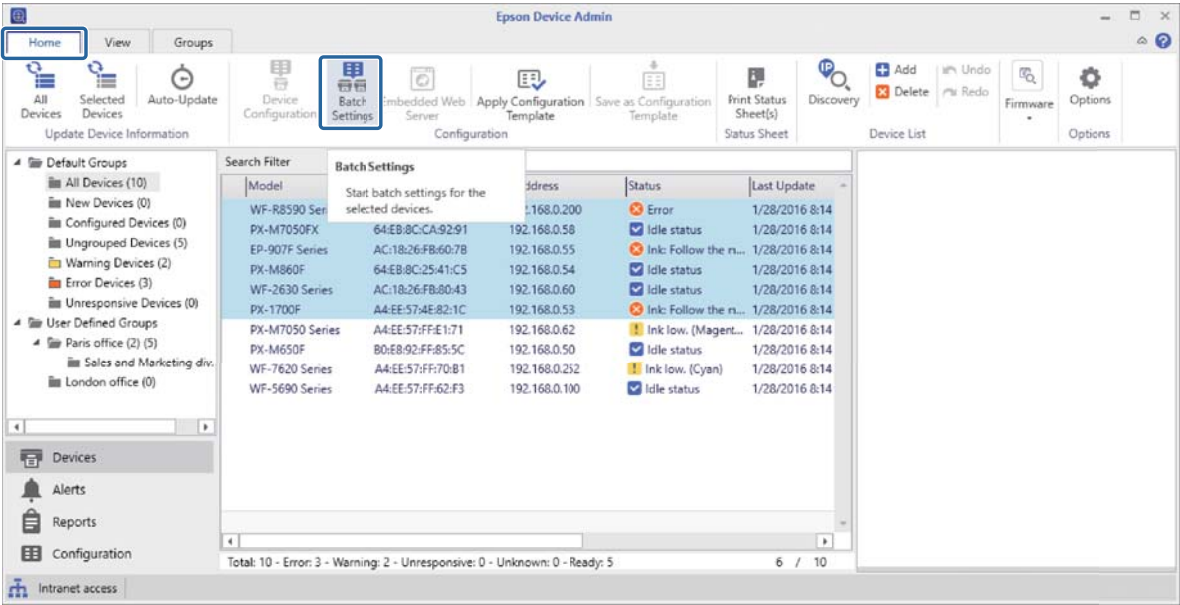 Epson Device Admin
Home View Groups
All Devices
Selected Devices
Auto-Update
Update Device Information
Device Configuration
Batch Settings
Embedded Web Server
Apply Configuration Template
Save as Configuration Template
Configuration
Print Status Sheet(s)
Status Sheet
IP
Discovery
Add
Delete
Undo
Redo
Device List
Firmware
Options
Options
Default Groups
All Devices (10)
New Devices (0)
Configured Devices (0)
Ungrouped Devices (5)
Warning Devices (2)
Error Devices (3)
Unresponsive Devices (0)
User Defined Groups
Paris office (2) (5)
Sales and Marketing div.
London office (0)
Devices
Alerts
Reports
Configuration
Search Filter
Batch Settings
Start batch settings for the
selected devices.
Model ddress Status Last Update
WF-R8590 Ser .168.0.200 Error 1/28/2016 8:14
PX-M7050FX 64:EB:8C:CA:92:91 192.168.0.58 Idle status 1/28/2016 8:14
EP-907F Series AC:18:26:FB:60:7B 192.168.0.55 Ink: Follow the n... 1/28/2016 8:14
PX-M860F 64:EB:8C:25:41:C5 192.168.0.54 Idle status 1/28/2016 8:14
WF-2630 Series AC:18:26:FB:80:43 192.168.0.60 Idle status 1/28/2016 8:14
PX-1700F A4:EE:57:4E:82:1C 192.168.0.53 Ink: Follow the n... 1/28/2016 8:14
PX-M7050 Series A4:EE:57:FF:E1:71 192.168.0.62 Ink low. (Magent... 1/28/2016 8:14
PX-M650F B0:E8:92:FF:85:5C 192.168.0.50 Idle status 1/28/2016 8:14
WF-7620 Series A4:EE:57:FF:70:B1 192.168.0.252 Ink low. (Cyan) 1/28/2016 8:14
WF-5690 Series A4:EE:57:FF:62:F3 192.168.0.100 Idle status 1/28/2016 8:14
Total: 10 - Error: 3 - Warning: 2 - Unresponsive: 0 - Unknown: 0 - Ready: 5 6 / 10
Intranet access